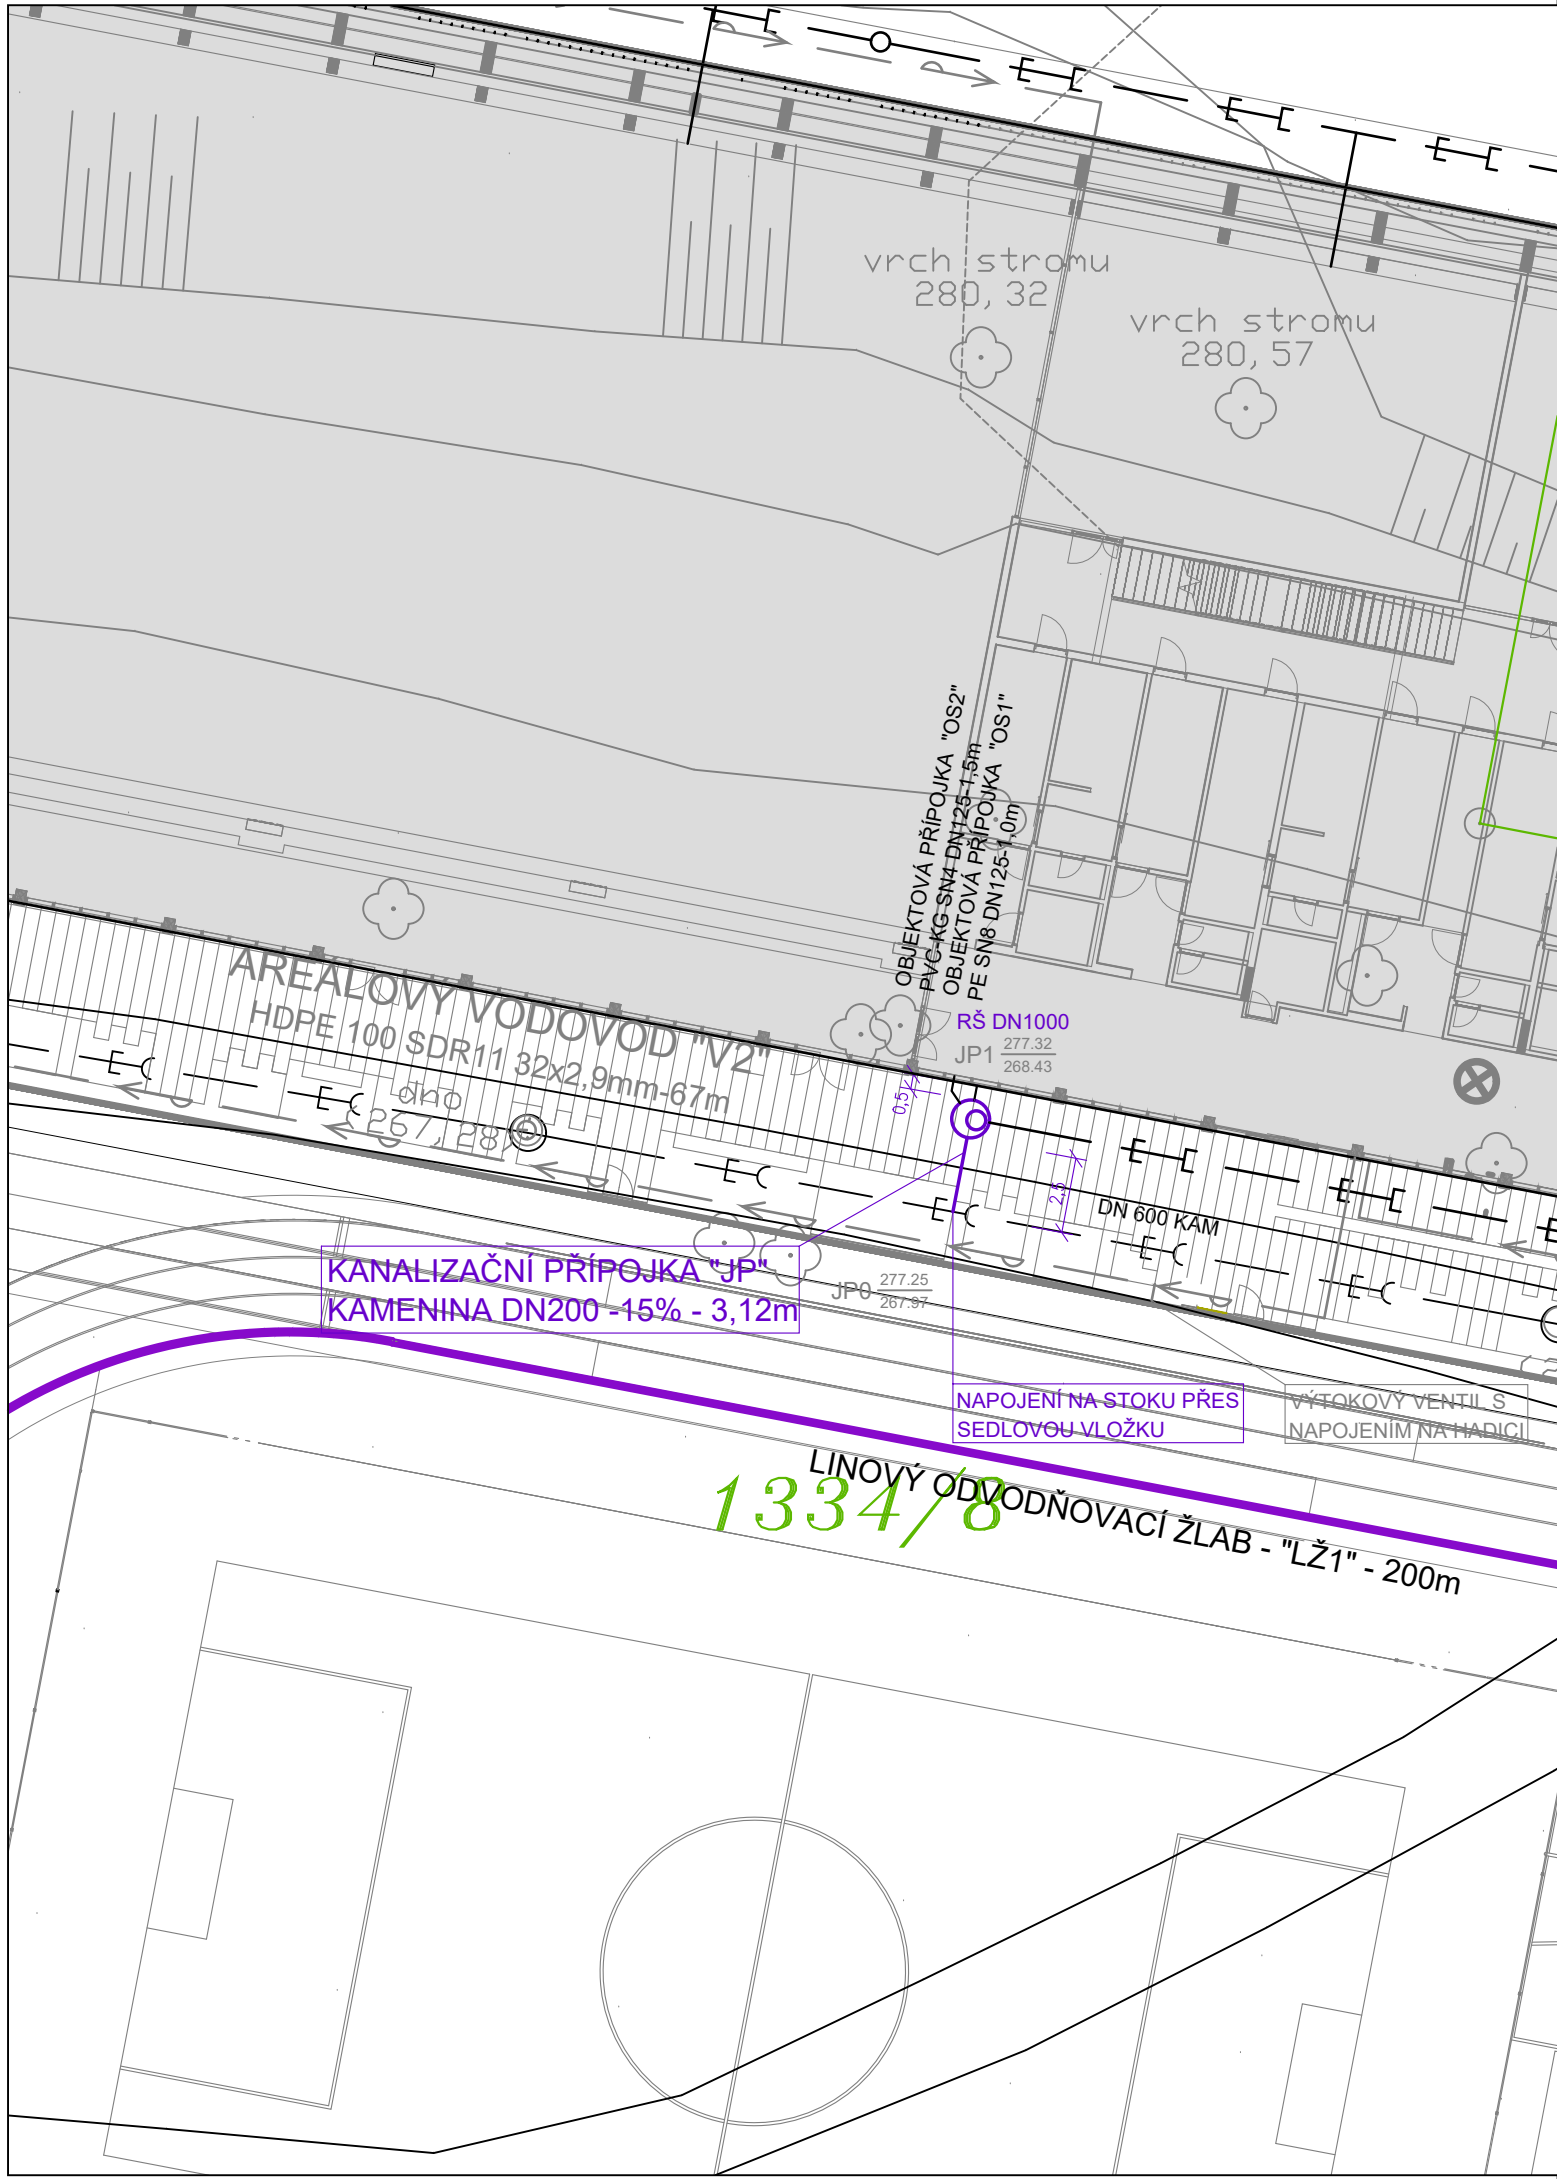 vrch stromu
280,32
vrch stromu
280,57
OBJEKTOVÁ PŘÍPOJKA "OS2"
PVC-KG SN4 DN125-1,5m
OBJEKTOVÁ PŘÍPOJKA "OS1"
PE SN8 DN125-1,0m
AREÁLOVÝ VODOVOD "V2"
HDPE 100 SDR11 32x2,9mm-67m
dno
(267,28)
RŠ DN1000
JP1 277.32
268.43
0,5
2,5
DN 600 KAM
KANALIZAČNÍ PŘÍPOJKA "JP"
KAMENINA DN200 -15% - 3,12m
JP0 277.25
267.97
NAPOJENÍ NA STOKU PŘES
SEDLOVOU VLOŽKU
VÝTOKOVÝ VENTIL S
NAPOJENÍM NA HADICI
LINOVÝ ODVODŇOVACÍ ŽLAB - "LŽ1" - 200m
1334/8